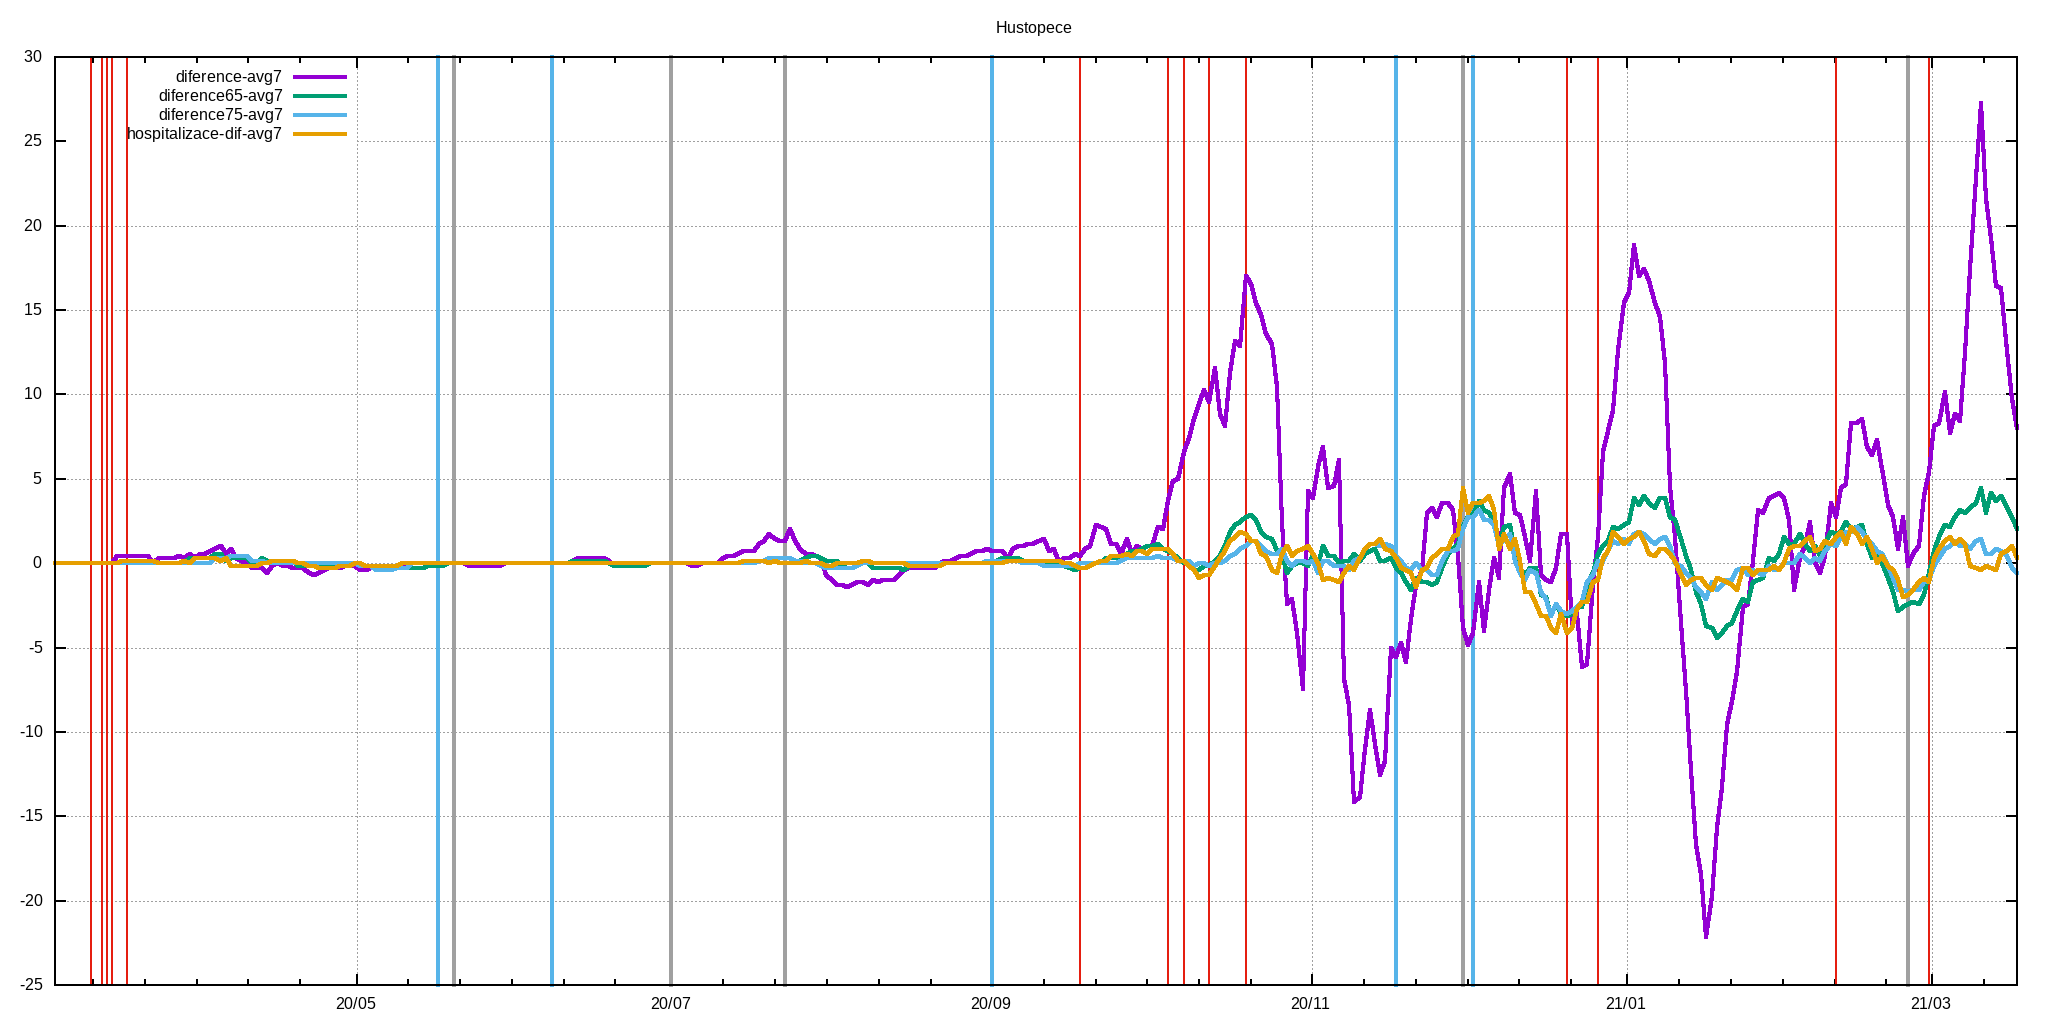 Hustopece
diference-avg7
diference65-avg7
diference75-avg7
hospitalizace-dif-avg7
30
25
20
15
10
5
0
-5
-10
-15
-20
-25
20/05 20/07 20/09 20/11 21/01 21/03